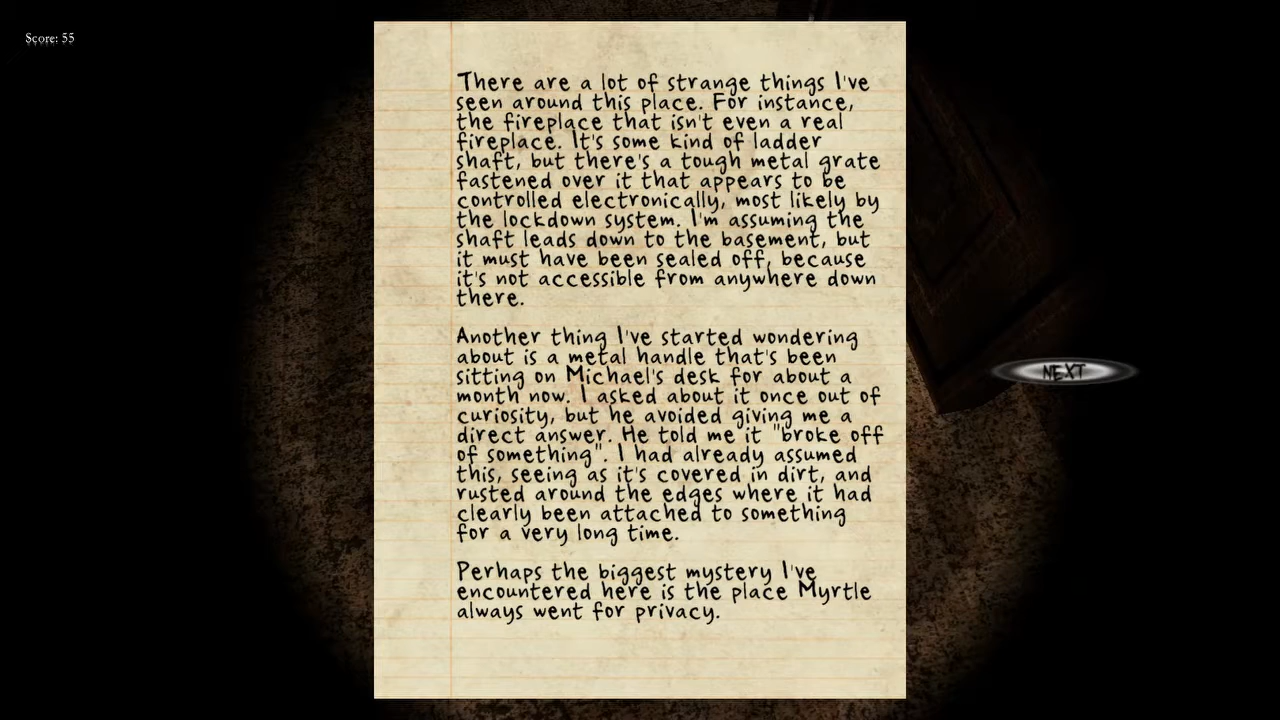 Score: 55
There are a lot of strange things I've
seen around this place. For instance,
the fireplace that isn't even a real
fireplace. It's some kind of ladder
shaft, but there's a tough metal grate
fastened over it that appears to be
controlled electronically, most likely by
the lockdown system. I'm assuming the
shaft leads down to the basement, but
it must have been sealed off, because
it's not accessible from anywhere down
there.
Another thing I've started wondering
about is a metal handle that's been
sitting on Michael's desk for about a
month now. I asked about it once out of
curiosity, but he avoided giving me a
direct answer. He told me it "broke off
of something". I had already assumed
this, seeing as it's covered in dirt, and
rusted around the edges where it had
clearly been attached to something
for a very long time.
Perhaps the biggest mystery I've
encountered here is the place Myrtle
always went for privacy.
NEXT